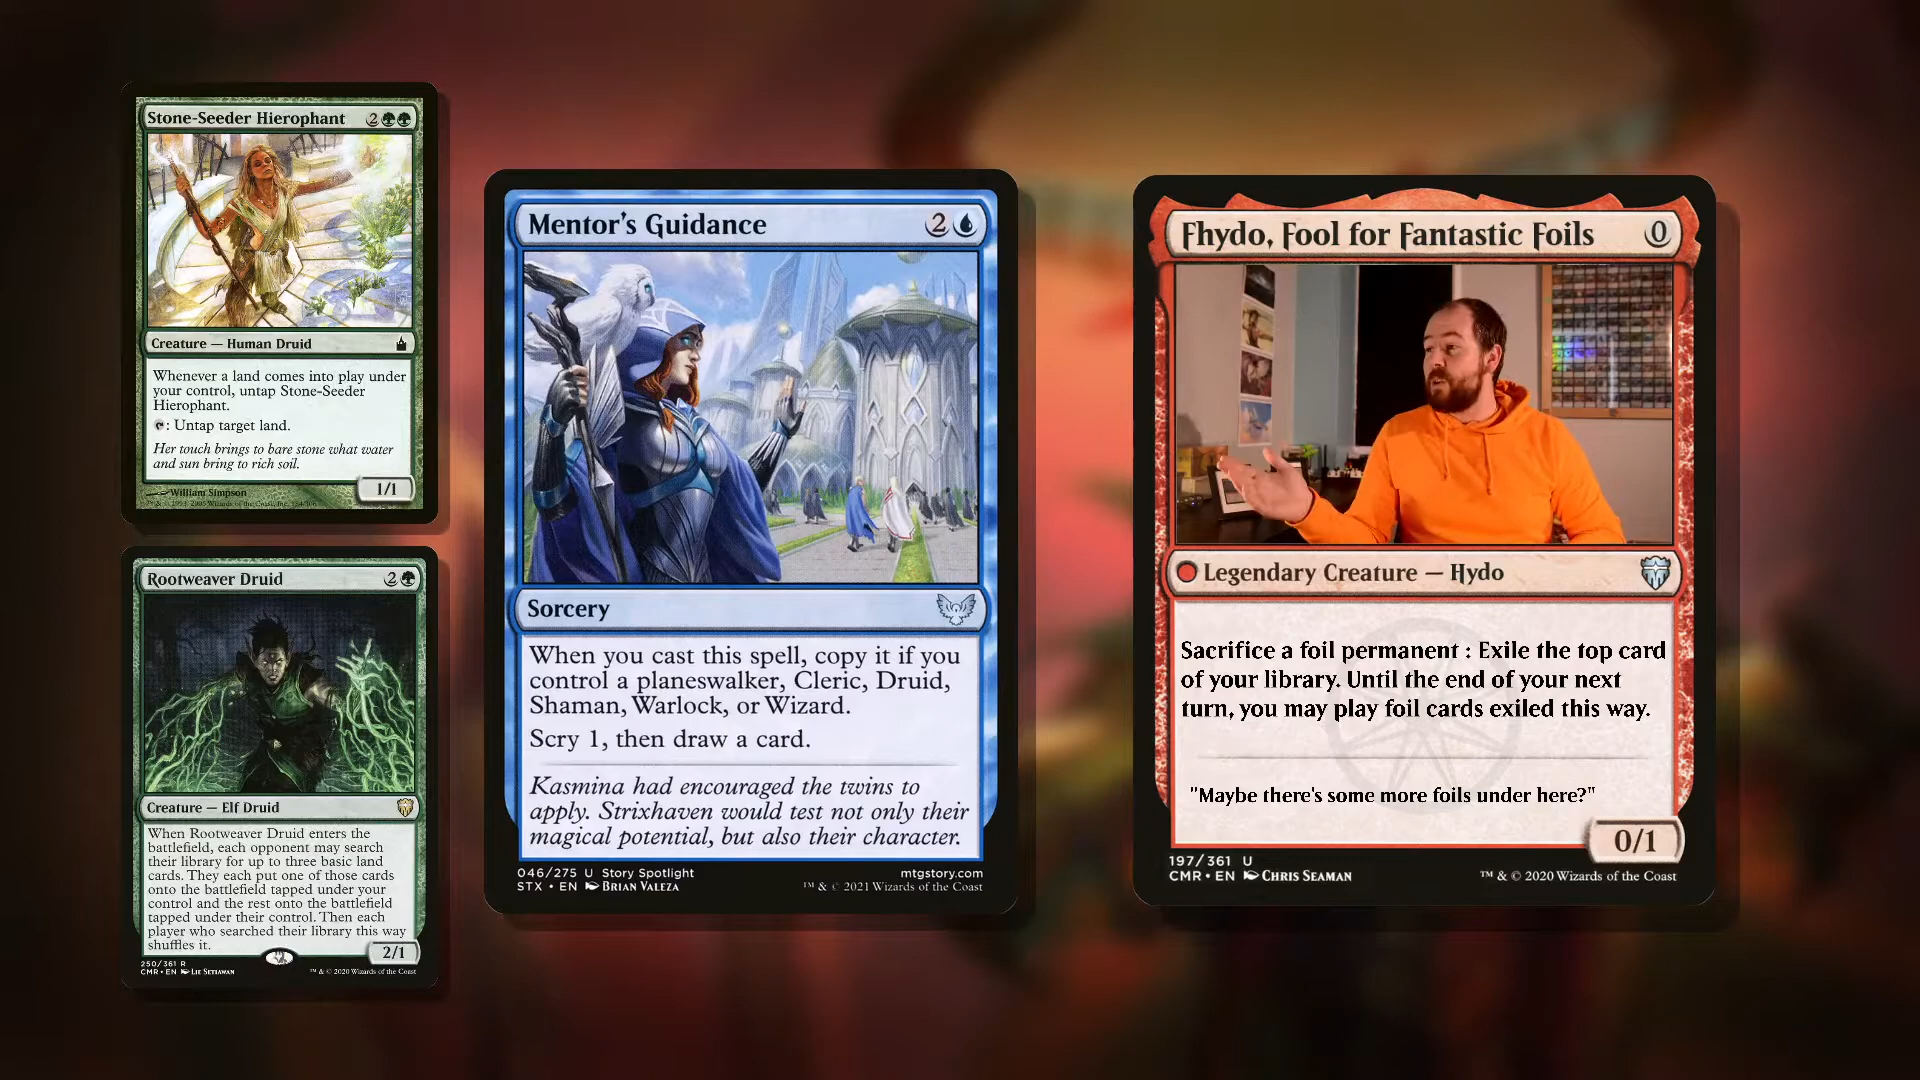 Stone-Seeder Hierophant 2
Creature — Human Druid
Whenever a land comes into play under
your control, untap Stone-Seeder
Hierophant.
: Untap target land.
Her touch brings to bare stone what water
and sun bring to rich soil.
1/1
William Simpson
Rootweaver Druid 2
Creature — Elf Druid
When Rootweaver Druid enters the
battlefield, each opponent may search
their library for up to three basic land
cards. They each put one of those cards
onto the battlefield tapped under your
control and the rest onto the battlefield
tapped under their control. Then each
player who searched their library this way
shuffles it.
2/1
250/361 R
CMR • EN Lie Setiawan ™ & © 2020 Wizards of the Coast
Mentor's Guidance 2
Sorcery
When you cast this spell, copy it if you
control a planeswalker, Cleric, Druid,
Shaman, Warlock, or Wizard.
Scry 1, then draw a card.
Kasmina had encouraged the twins to
apply. Strixhaven would test not only their
magical potential, but also their character.
046/275 U Story Spotlight mtgstory.com
STX • EN Brian Valeza ™ & © 2021 Wizards of the Coast
Fhydo, Fool for Fantastic Foils 0
Legendary Creature — Hydo
Sacrifice a foil permanent : Exile the top card
of your library. Until the end of your next
turn, you may play foil cards exiled this way.
"Maybe there's some more foils under here?"
0/1
197/361 U
CMR • EN Chris Seaman ™ & © 2020 Wizards of the Coast